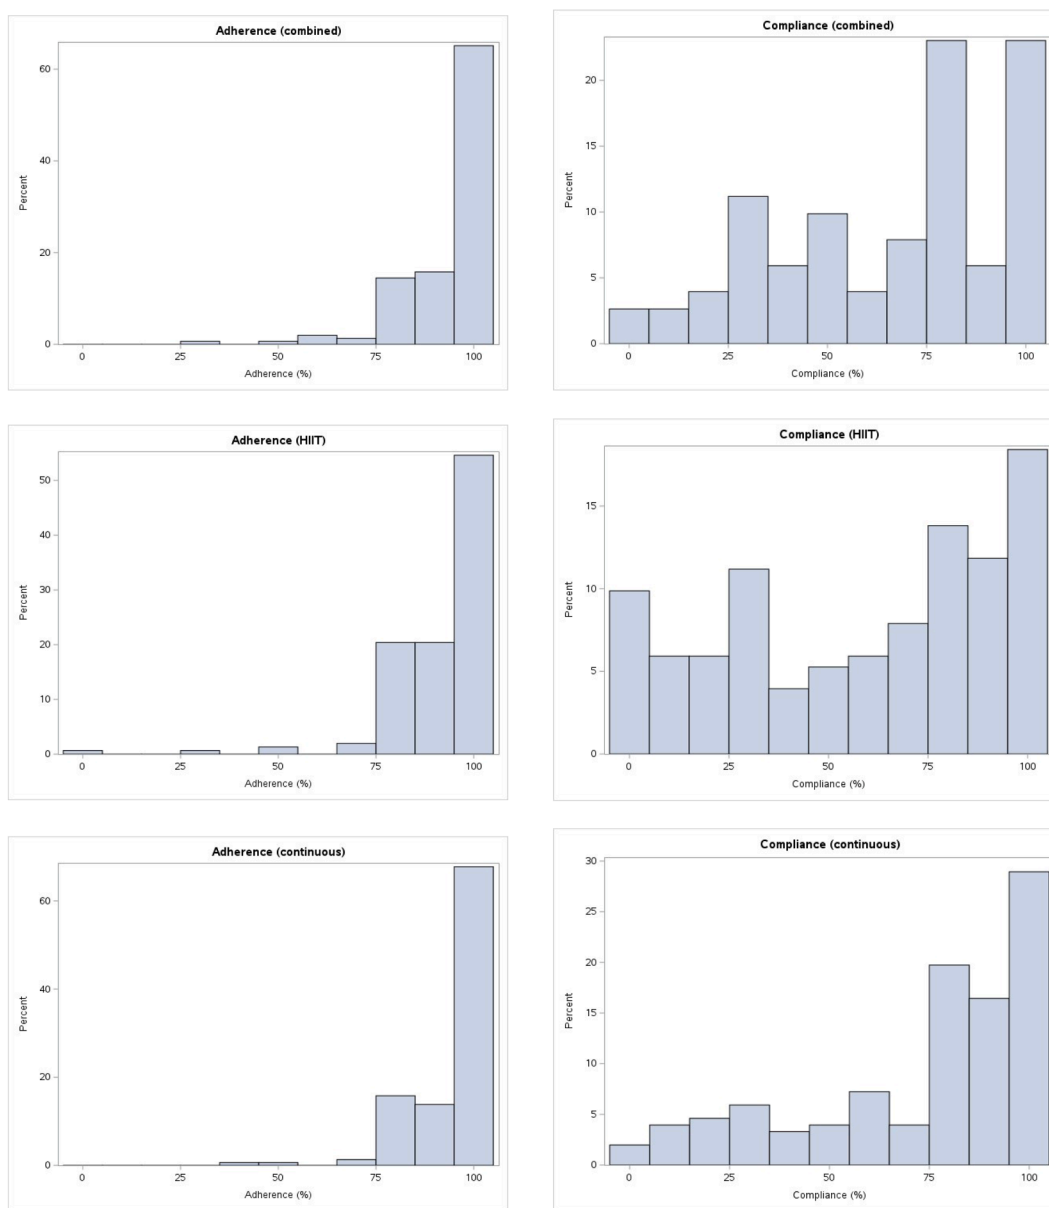 Adherence (combined)
Percent
60
40
20
0
0 25 50 75 100
Adherence (%)
Compliance (combined)
Percent
20
15
10
5
0
0 25 50 75 100
Compliance (%)
Adherence (HIIT)
Percent
50
40
30
20
10
0
0 25 50 75 100
Adherence (%)
Compliance (HIIT)
Percent
15
10
5
0
0 25 50 75 100
Compliance (%)
Adherence (continuous)
Percent
60
40
20
0
0 25 50 75 100
Adherence (%)
Compliance (continuous)
Percent
30
25
20
15
10
5
0
0 25 50 75 100
Compliance (%)